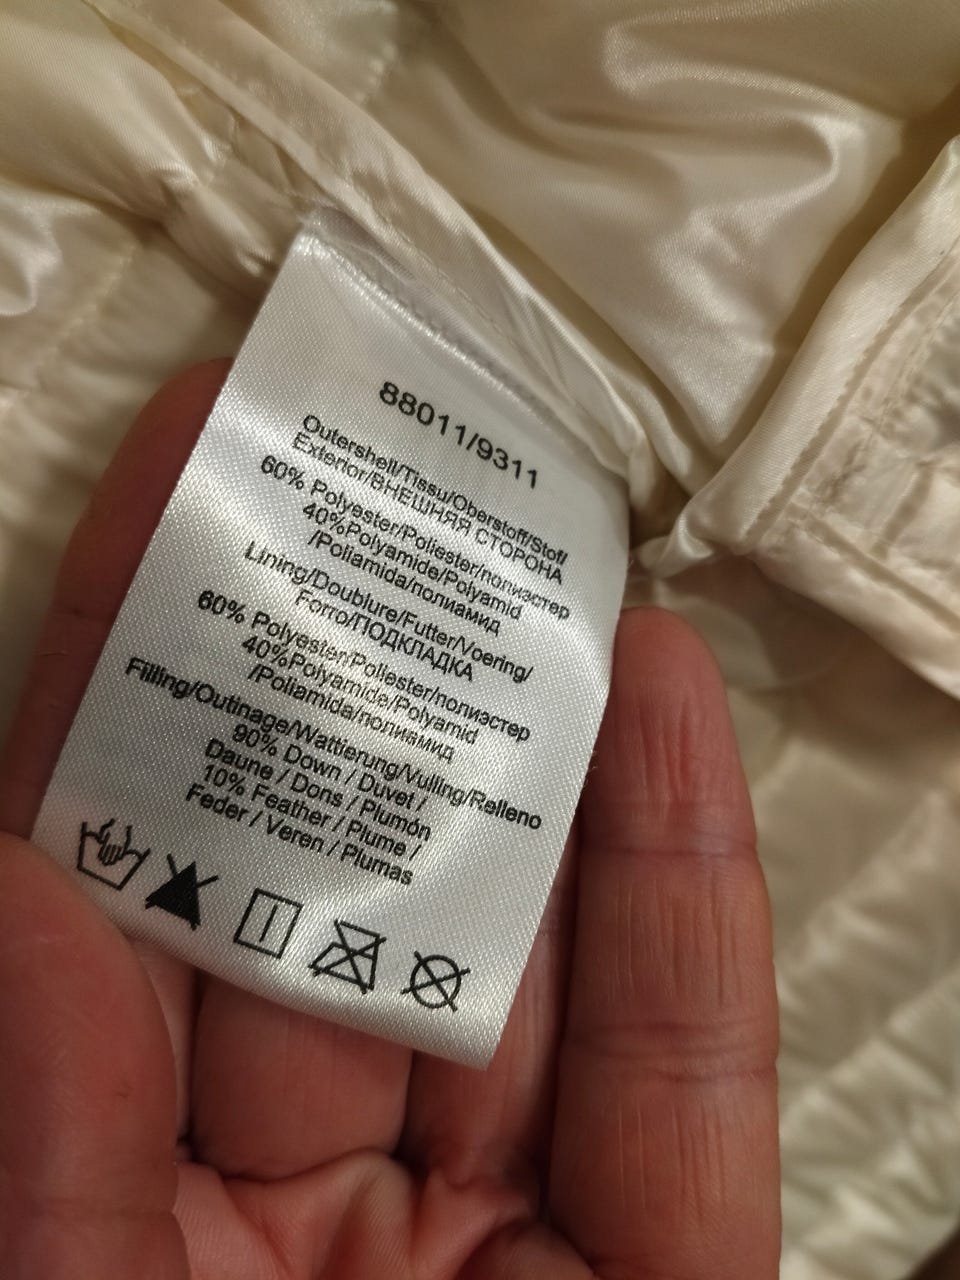 88011/9311
Outershell/Tissu/Oberstoff/Stof/
Exterior/ВНЕШНЯЯ СТОРОНА
60% Polyester/Poliester/полиэстер
40%Polyamide/Polyamid
/Poliamida/полиамид
Lining/Doublure/Futter/Voering/
Forro/ПОДКЛАДКА
60% Polyester/Poliester/полиэстер
40%Polyamide/Polyamid
/Poliamida/полиамид
Filling/Outinage/Wattierung/Vulling/Relleno
90% Down / Duvet /
Daune / Dons / Plumón
10% Feather / Plume /
Feder / Veren / Plumas